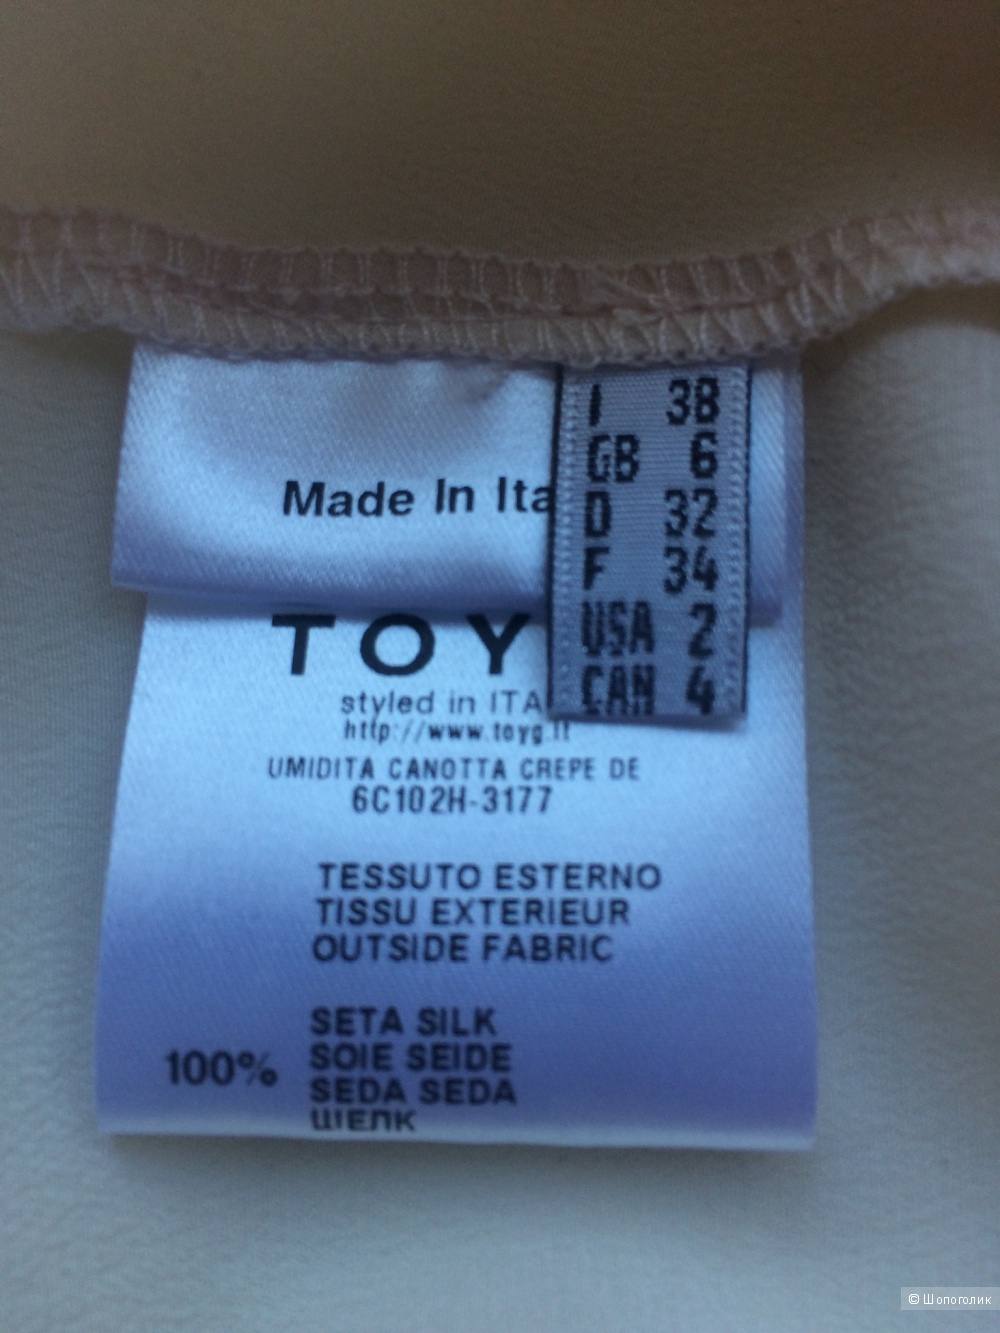 I 38
GB 6
D 32
F 34
USA 2
CAN 4
Made In Ita
TOY
styled in ITA
http://www.toyg.it
UMIDITA CANOTTA CREPE DE
6C102H-3177
TESSUTO ESTERNO
TISSU EXTERIEUR
OUTSIDE FABRIC
SETA SILK
100% SOIE SEIDE
SEDA SEDA
ШЕЛК
© Шопоголик